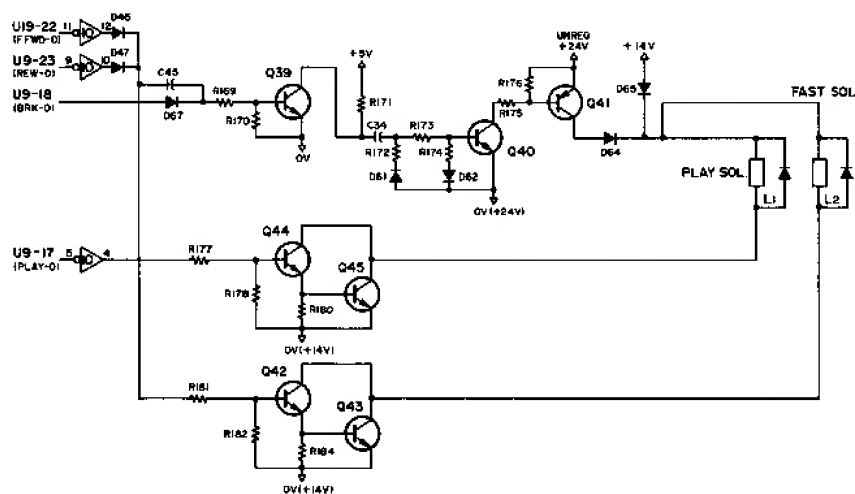 U19-22
(FFWD-0)
11
10
12
D46
U9-23
(REW-0)
9
10
10
D47
U9-18
(BRK-0)
C45
D67
R169
R170
Q39
0V
+5V
R171
C34
R172
R173
R174
D61
D62
Q40
0V(+24V)
UNREG
+24V
R176
R175
Q41
D64
+14V
D65
FAST SOL.
PLAY SOL.
L1
L2
U9-17
(PLAY-0)
5
10
4
R177
R178
Q44
Q45
R180
0V(+14V)
R181
R182
Q42
Q43
R184
0V(+14V)